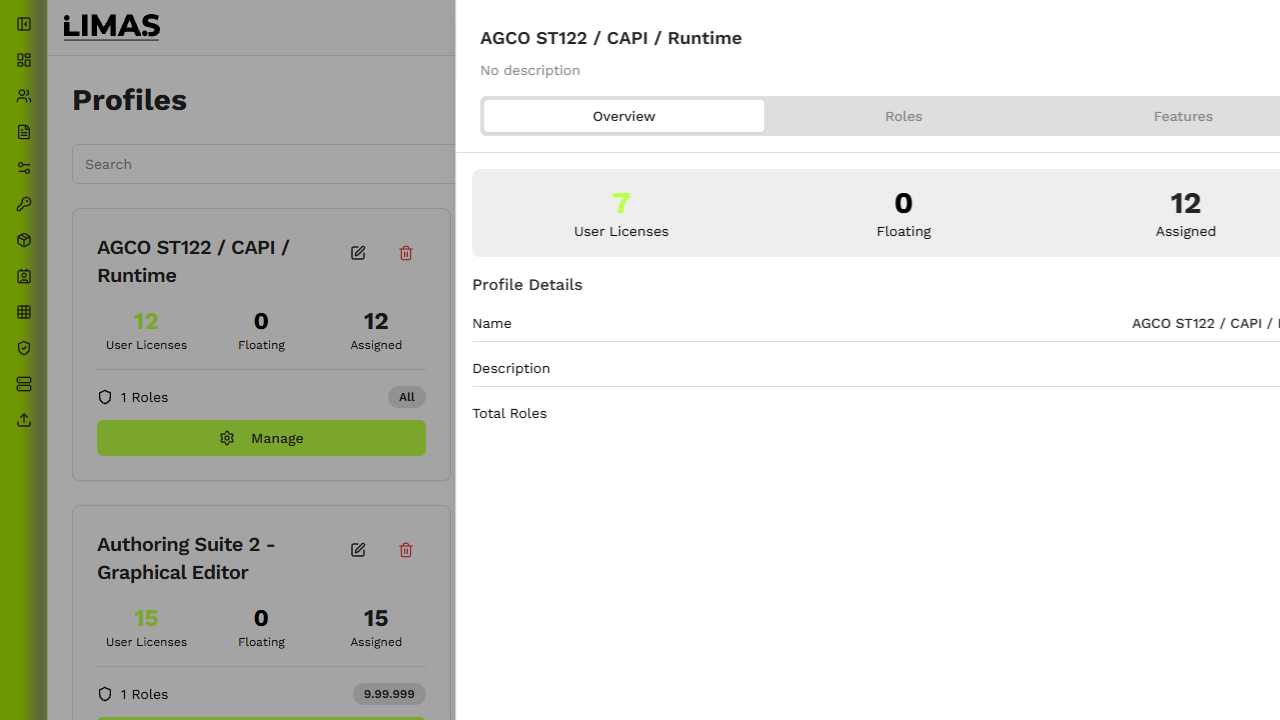 LIMAS
Profiles
Search
AGCO ST122 / CAPI /
Runtime
12
0
12
User Licenses
Floating
Assigned
1 Roles
All
Manage
Authoring Suite 2 -
Graphical Editor
15
0
15
User Licenses
Floating
Assigned
1 Roles
9.99.999
AGCO ST122 / CAPI / Runtime
No description
Overview
Roles
Features
7
0
12
User Licenses
Floating
Assigned
Profile Details
Name
AGCO ST122 / CAPI /
Description
Total Roles